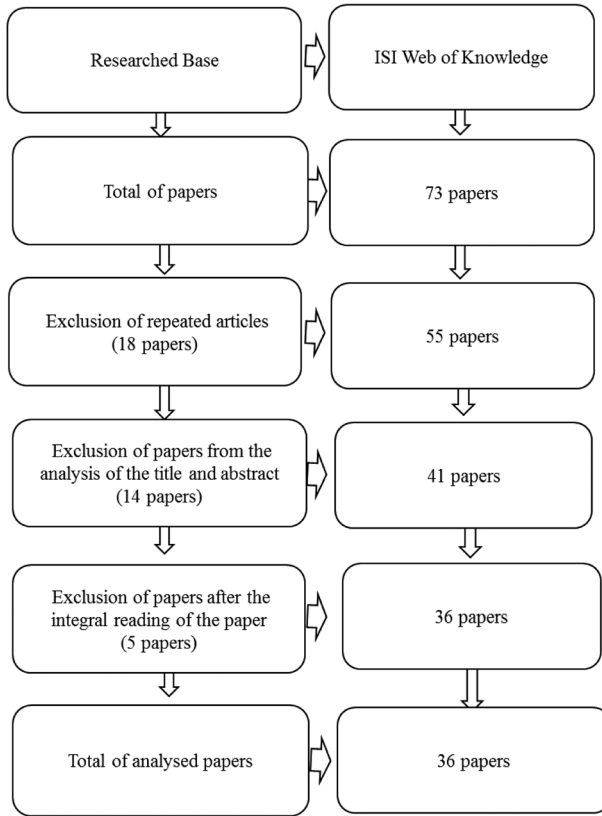 Researched Base
ISI Web of Knowledge
Total of papers
73 papers
Exclusion of repeated articles
(18 papers)
55 papers
Exclusion of papers from the
analysis of the title and abstract
(14 papers)
41 papers
Exclusion of papers after the
integral reading of the paper
(5 papers)
36 papers
Total of analysed papers
36 papers